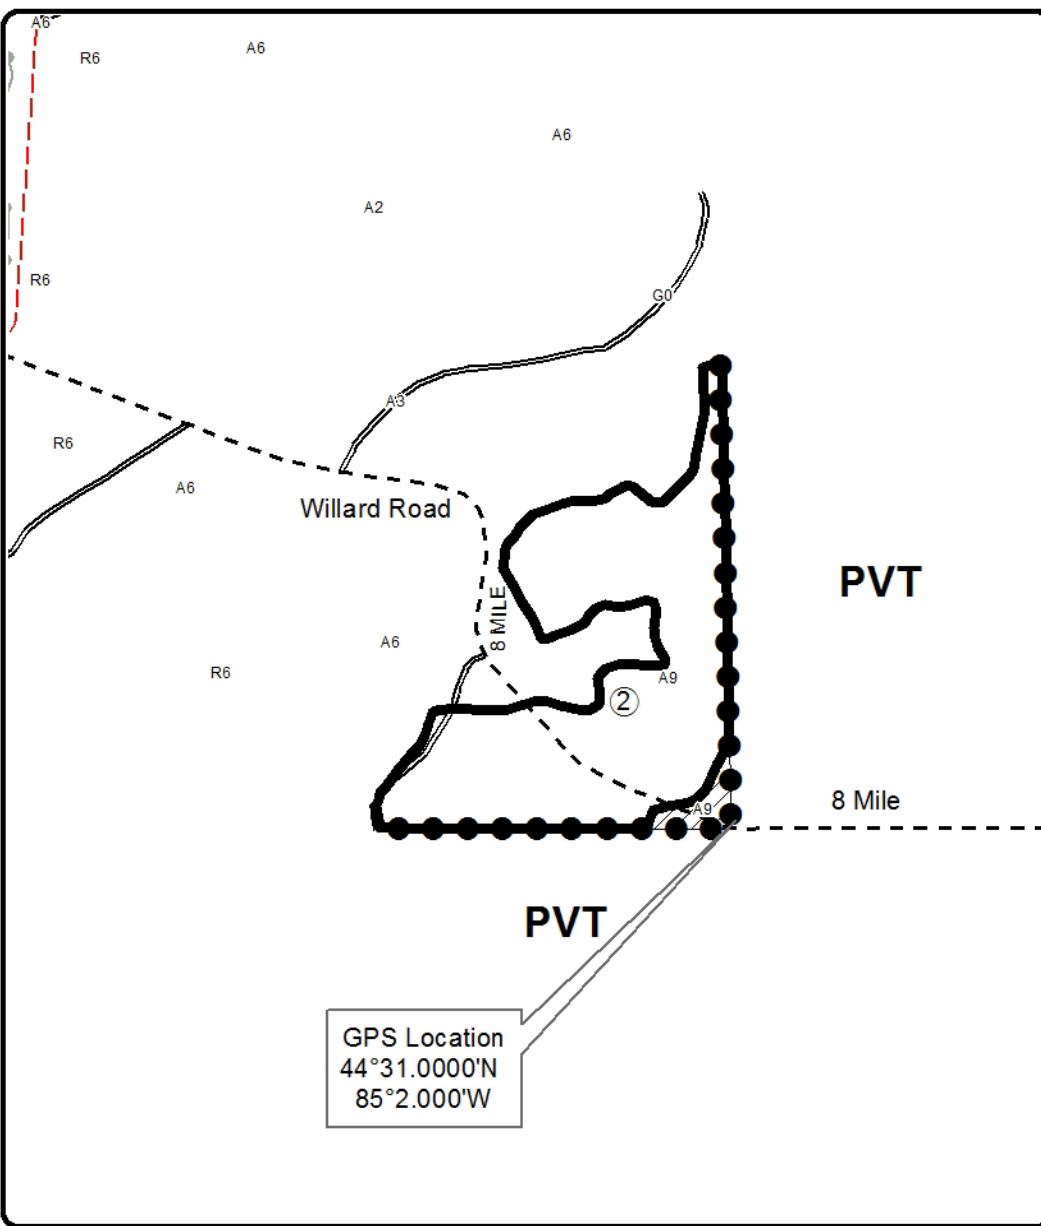 A6
R6
A6
A6
A2
R6
G0
A3
R6
A6
Willard Road
PVT
8 MILE
A6
R6
A9
2
8 Mile
A9
PVT
GPS Location
44°31.0000'N
85°2.000'W